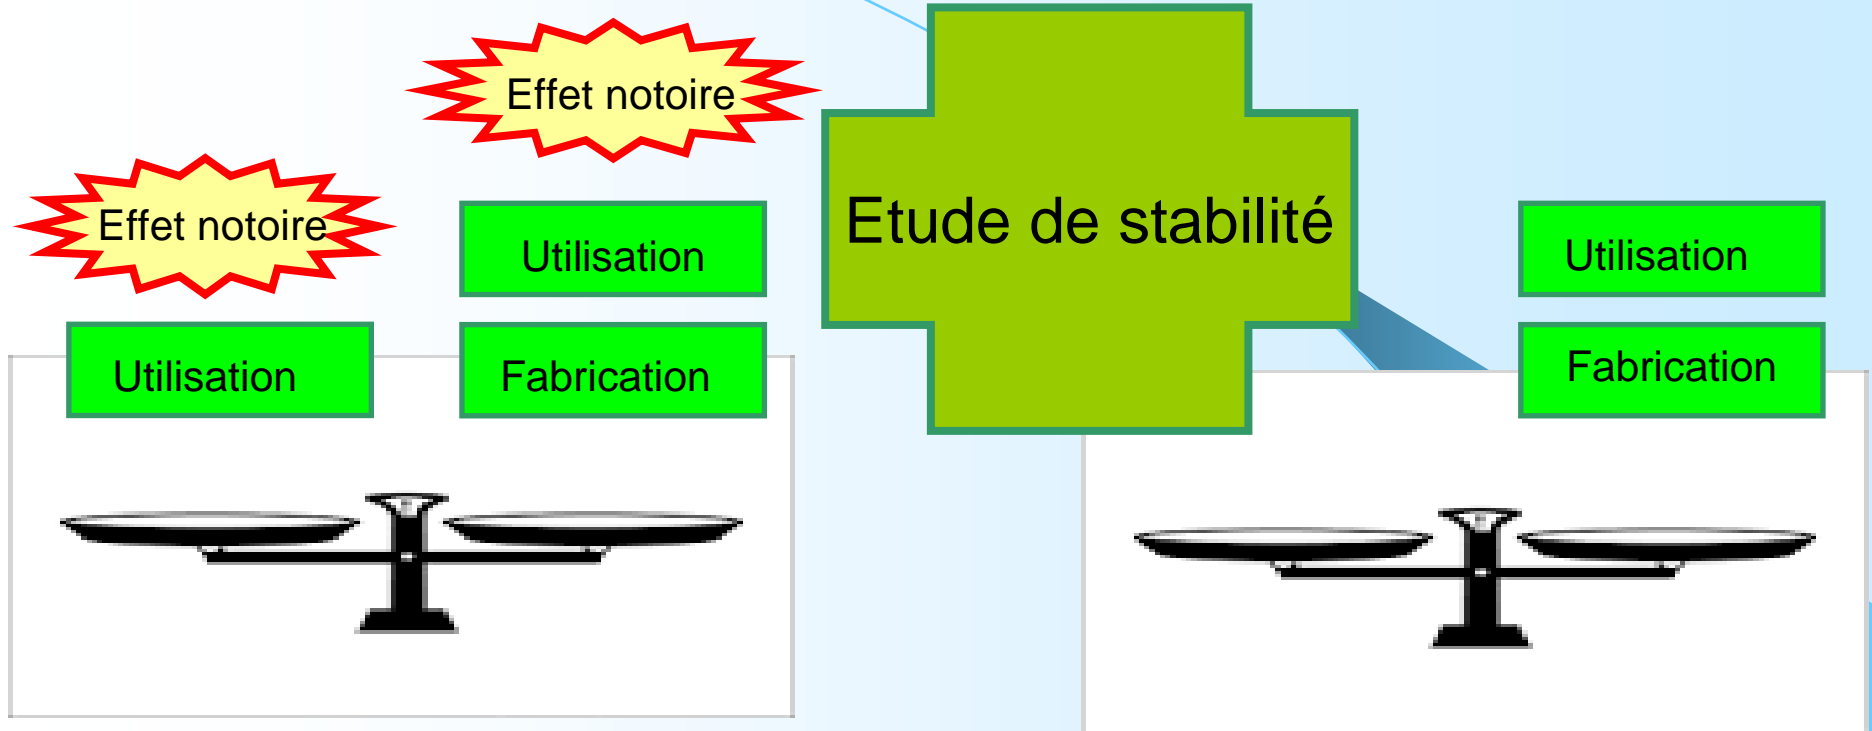 Effet notoire
Effet notoire
Utilisation
Utilisation
Fabrication
Etude de stabilité
Utilisation
Fabrication